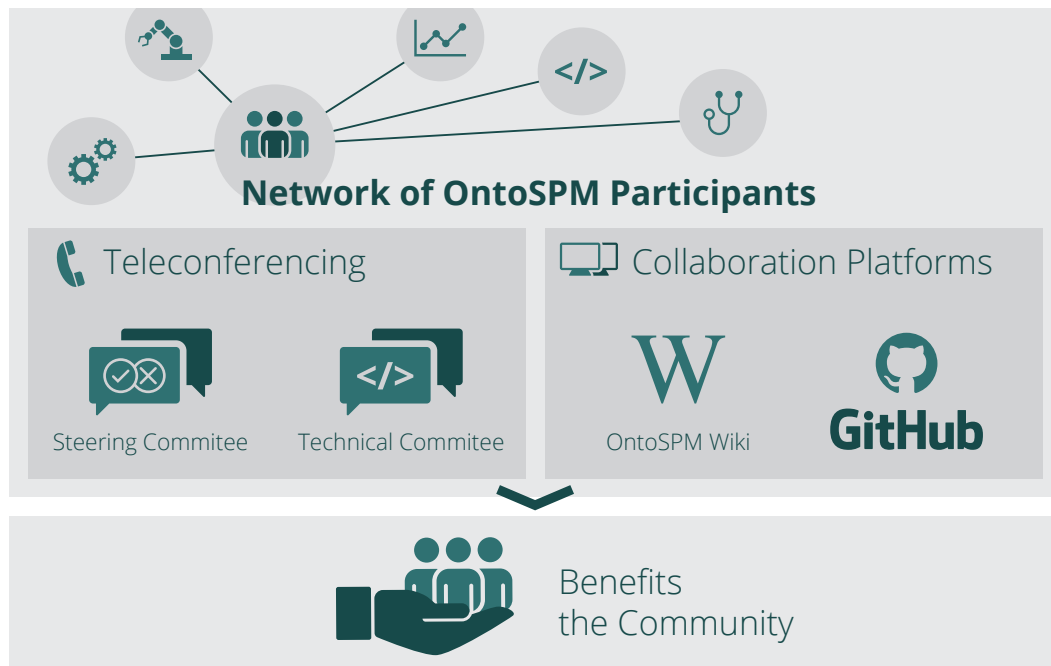 </>
Network of OntoSPM Participants
Teleconferencing
</>
Steering Commitee
Technical Commitee
Collaboration Platforms
W
OntoSPM Wiki
GitHub
Benefits
the Community